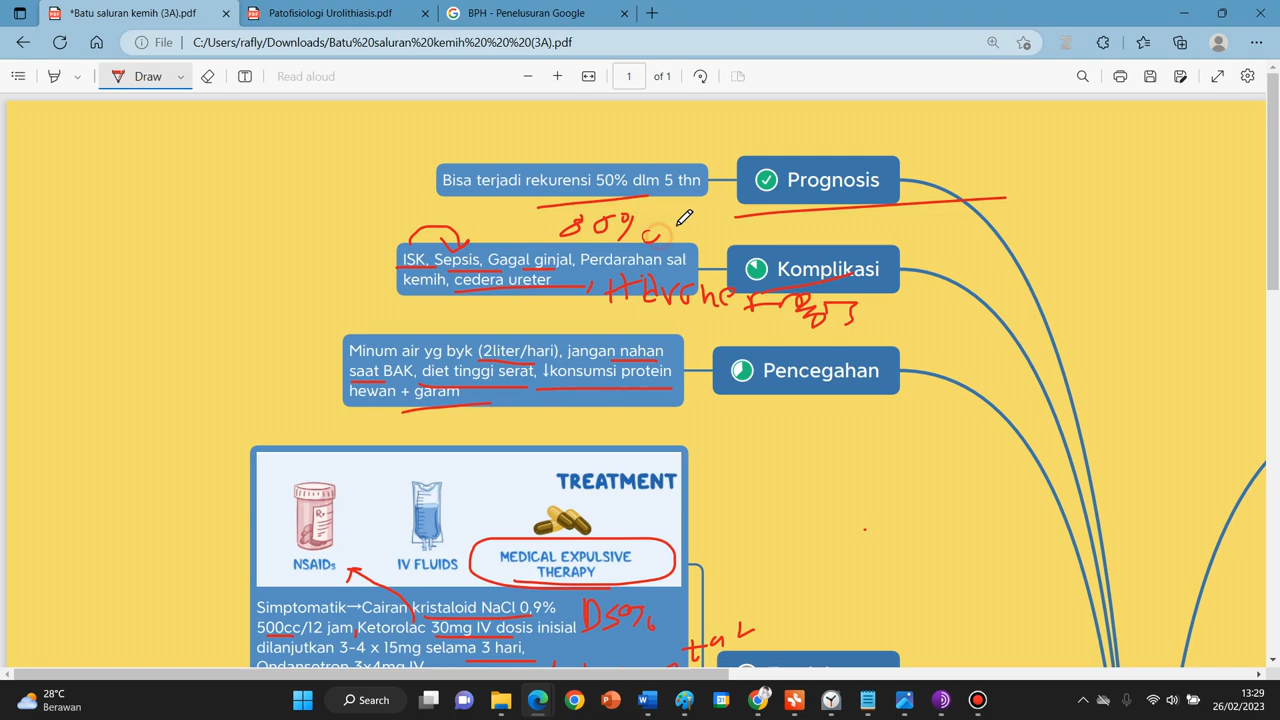 *Batu saluran kemih (3A).pdf
Patofisiologi Urolithiasis.pdf
BPH - Penelusuran Google
File
C:/Users/rafly/Downloads/Batu%20saluran%20kemih%20%20%20(3A).pdf
Draw
Read aloud
1
of 1
Bisa terjadi rekurensi 50% dlm 5 thn
Prognosis
80%
ISK, Sepsis, Gagal ginjal, Perdarahan sal
kemih, cedera ureter
Komplikasi
Minum air yg byk (2liter/hari), jangan nahan
saat BAK, diet tinggi serat, ↓konsumsi protein
hewan + garam
Pencegahan
TREATMENT
Rx
NSAIDs
IV FLUIDS
MEDICAL EXPULSIVE
THERAPY
Simptomatik→Cairan kristaloid NaCl 0,9%
500cc/12 jam, Ketorolac 30mg IV dosis inisial
dilanjutkan 3-4 x 15mg selama 3 hari,
Ondansetron 3x4mg IV
28°C
Berawan
Search
13:29
26/02/2023